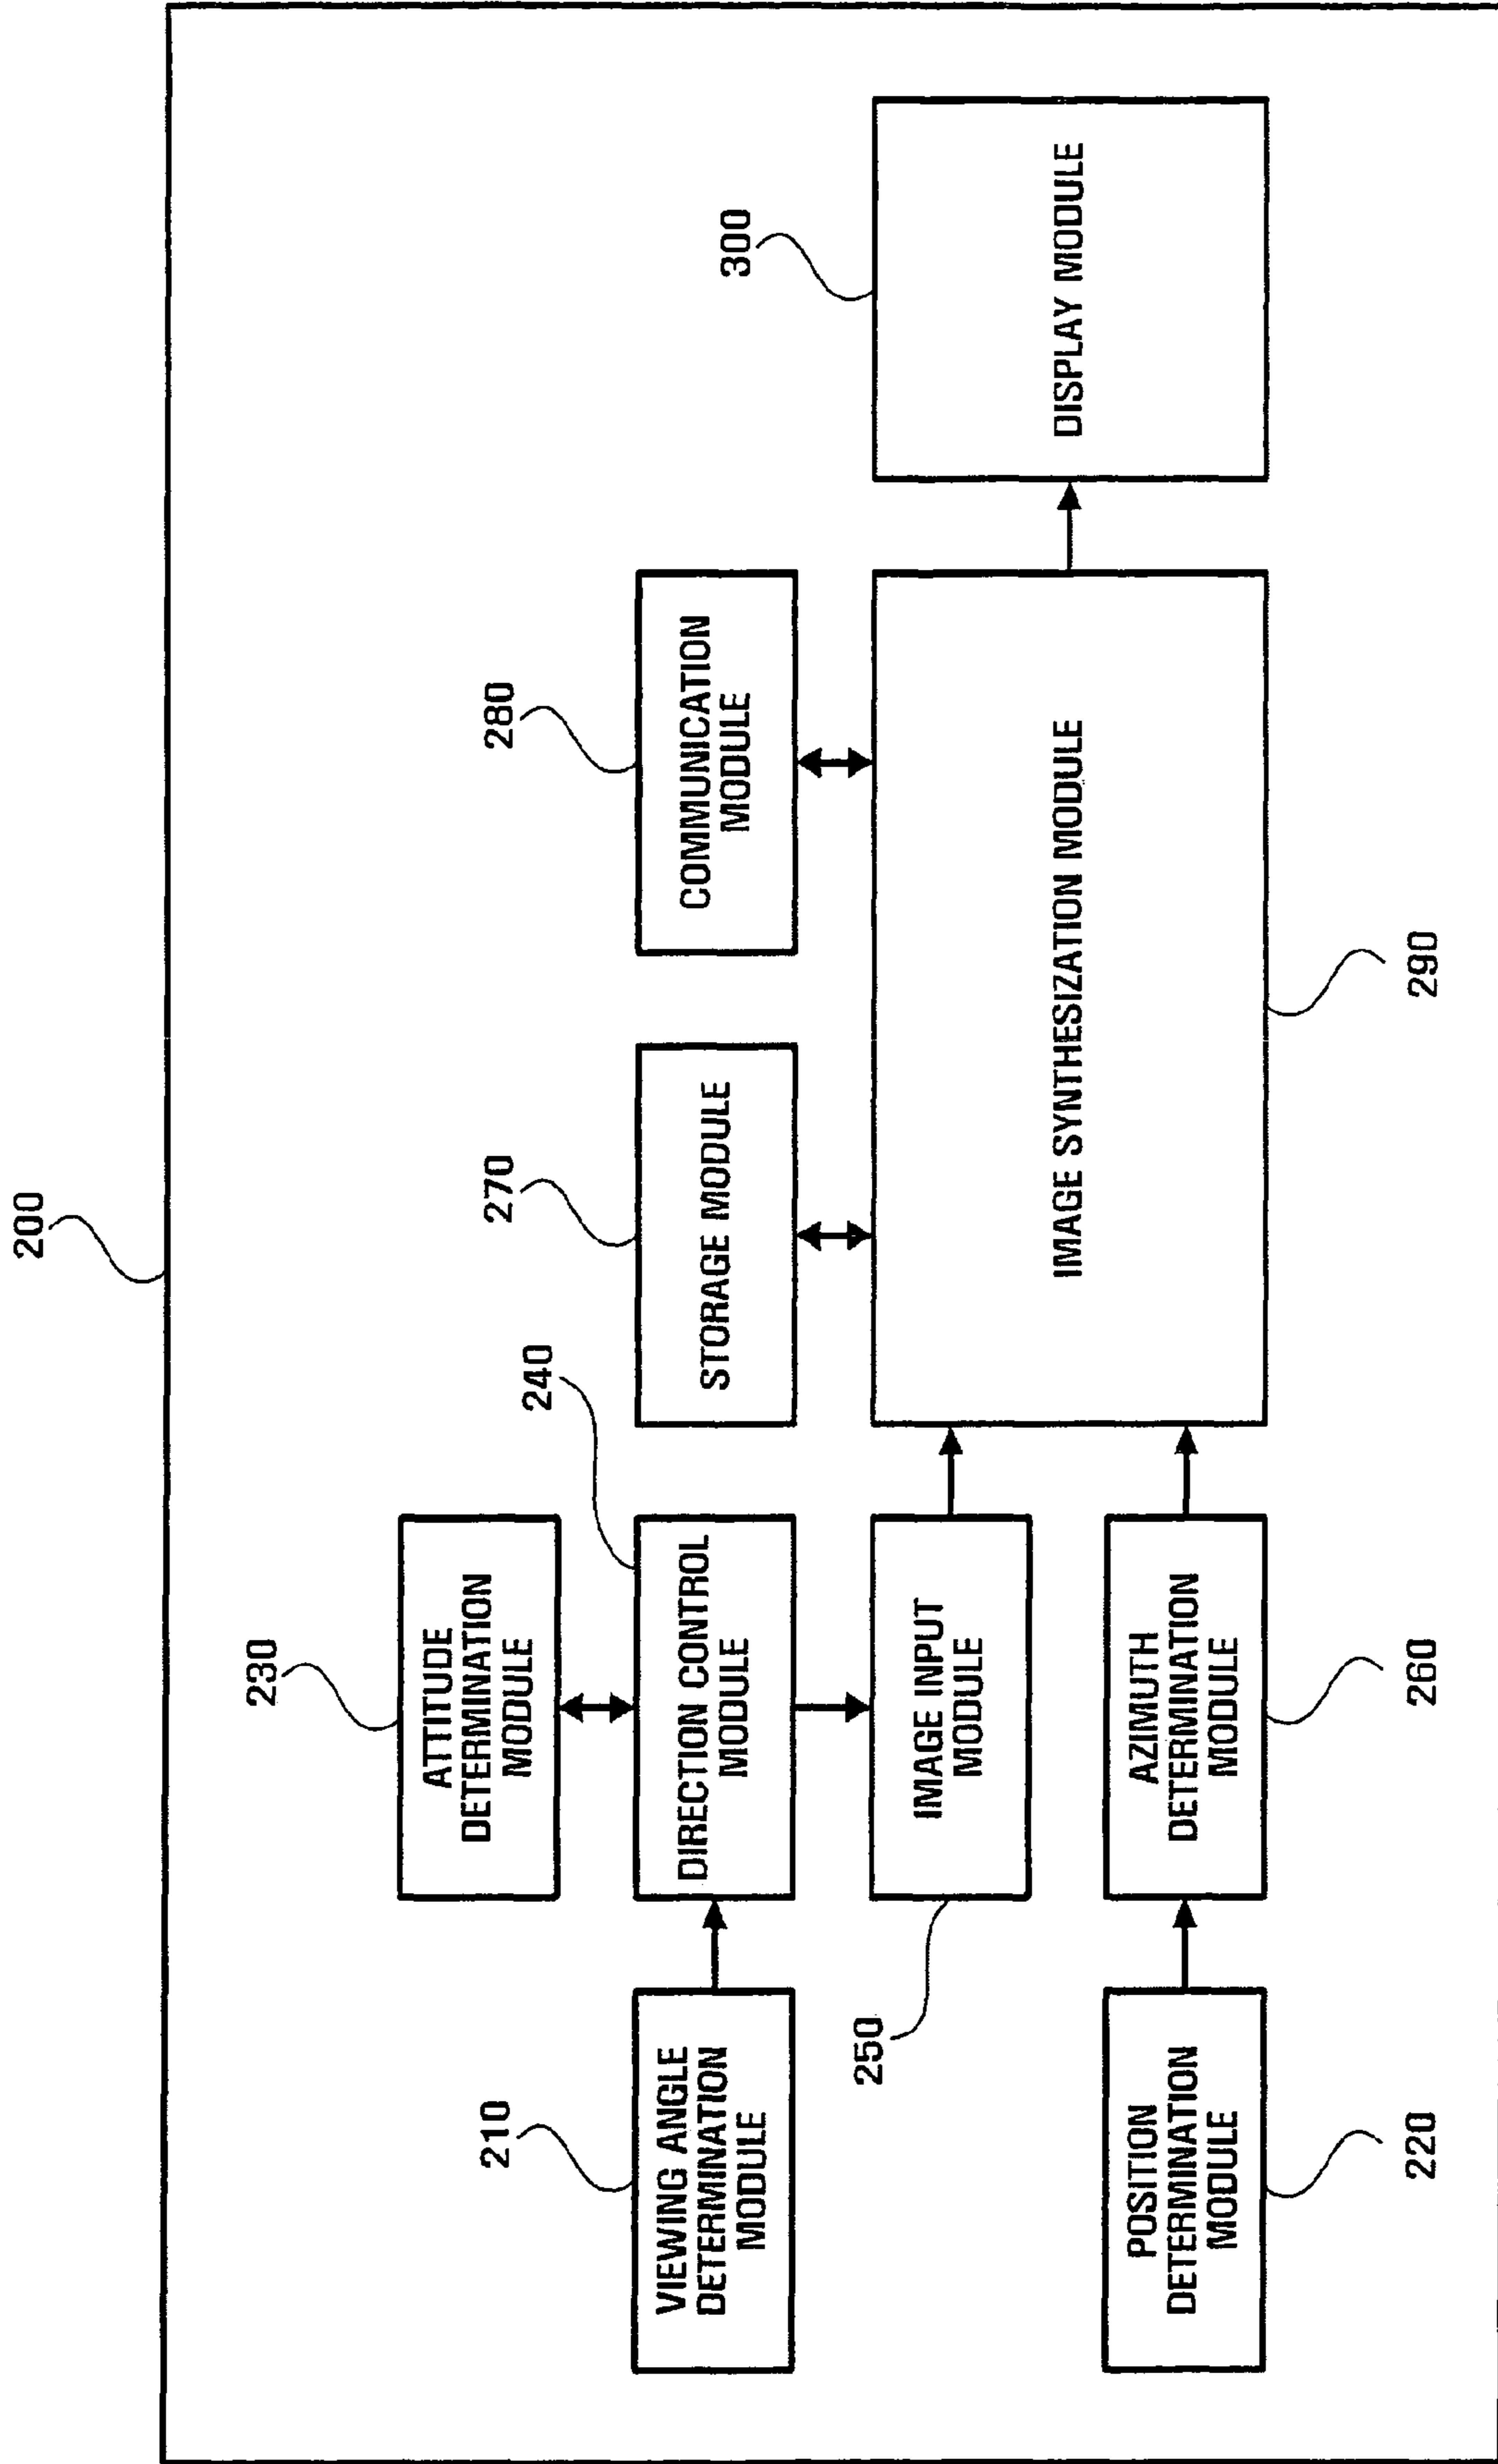 200
230
ATTITUDE
DETERMINATION
MODULE
210
VIEWING ANGLE
DETERMINATION
MODULE
240
DIRECTION CONTROL
MODULE
270
STORAGE MODULE
280
COMMUNICATION
MODULE
300
DISPLAY MODULE
250
IMAGE INPUT
MODULE
IMAGE SYNTHESIZATION MODULE
290
POSITION
DETERMINATION
MODULE
220
AZIMUTH
DETERMINATION
MODULE
260